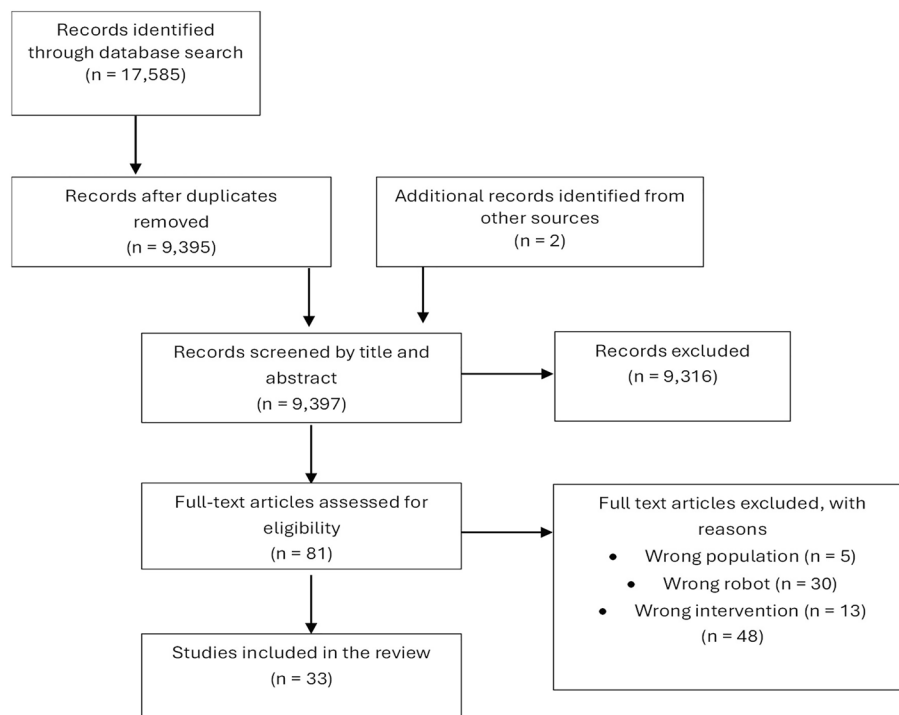 Records identified
through database search
(n = 17,585)
Records after duplicates
removed
(n = 9,395)
Additional records identified from
other sources
(n = 2)
Records screened by title and
abstract
(n = 9,397)
Records excluded
(n = 9,316)
Full-text articles assessed for
eligibility
(n = 81)
Full text articles excluded, with
reasons
• Wrong population (n = 5)
• Wrong robot (n = 30)
• Wrong intervention (n = 13)
(n = 48)
Studies included in the review
(n = 33)